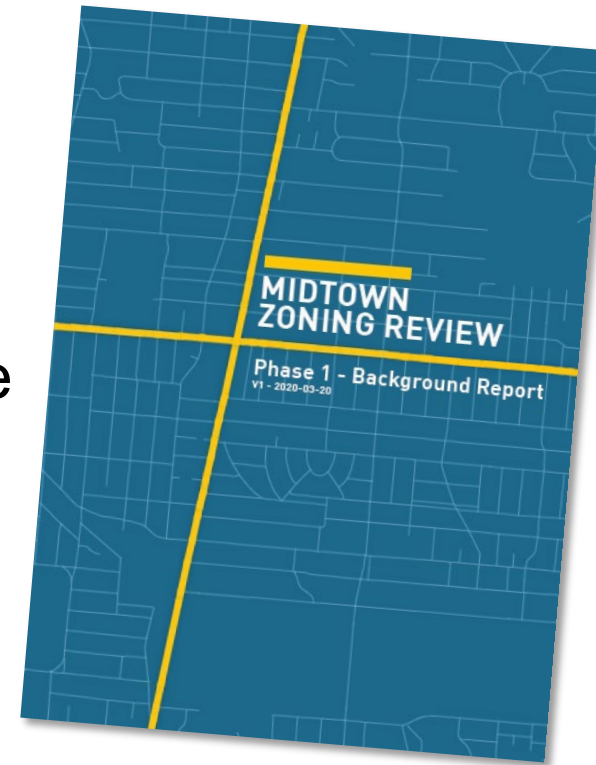 e
MIDTOWN
ZONING REVIEW
Phase 1 - Background Report
V1 - 2020-03-20